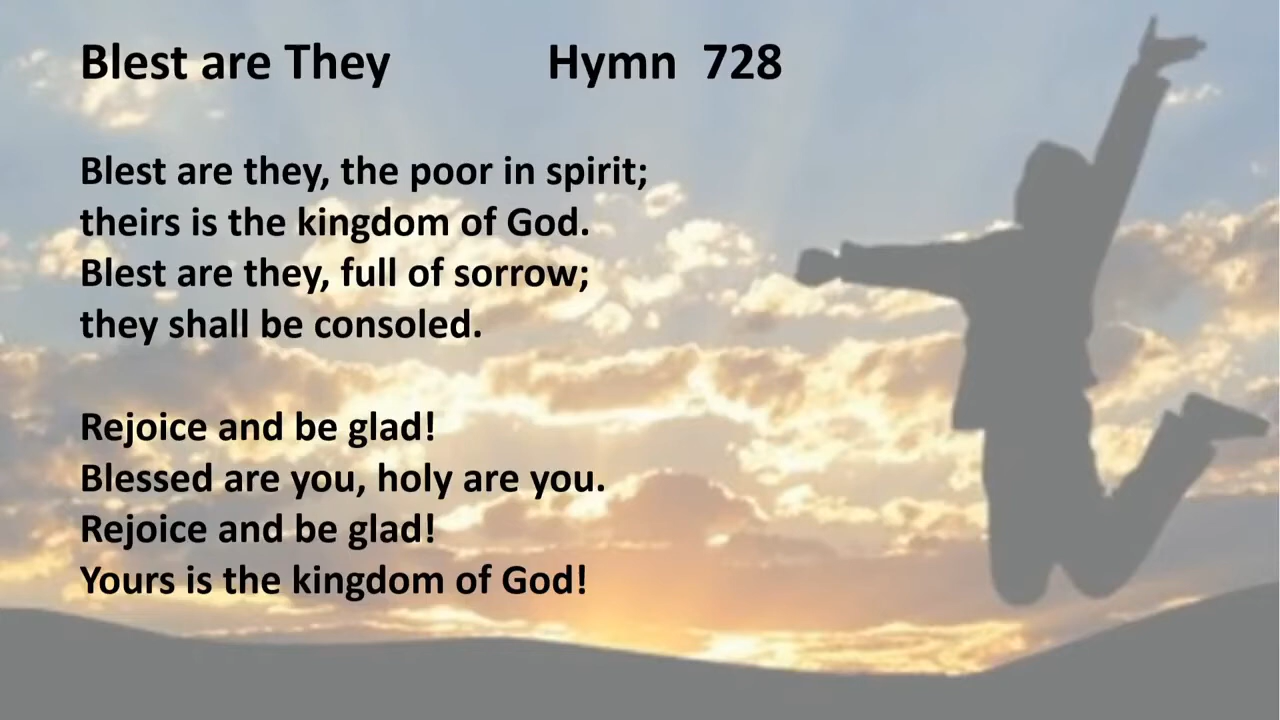 Blest are They Hymn 728
Blest are they, the poor in spirit;
theirs is the kingdom of God.
Blest are they, full of sorrow;
they shall be consoled.
Rejoice and be glad!
Blessed are you, holy are you.
Rejoice and be glad!
Yours is the kingdom of God!